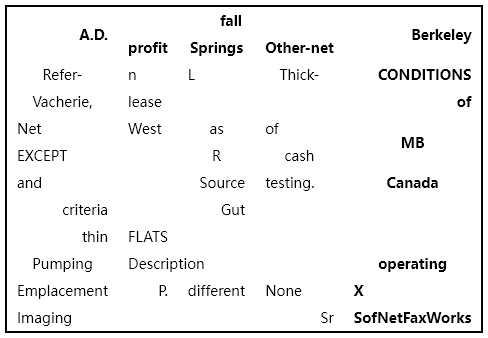 A.D. fall Berkeley
profit Springs Other-net
Refer- n L Thick- CONDITIONS
Vacherie, lease of
Net West as of MB
EXCEPT R cash
and Source testing. Canada
criteria Gut
thin FLATS
Pumping Description operating
Emplacement P. different None X
Imaging Sr SofNetFaxWorks